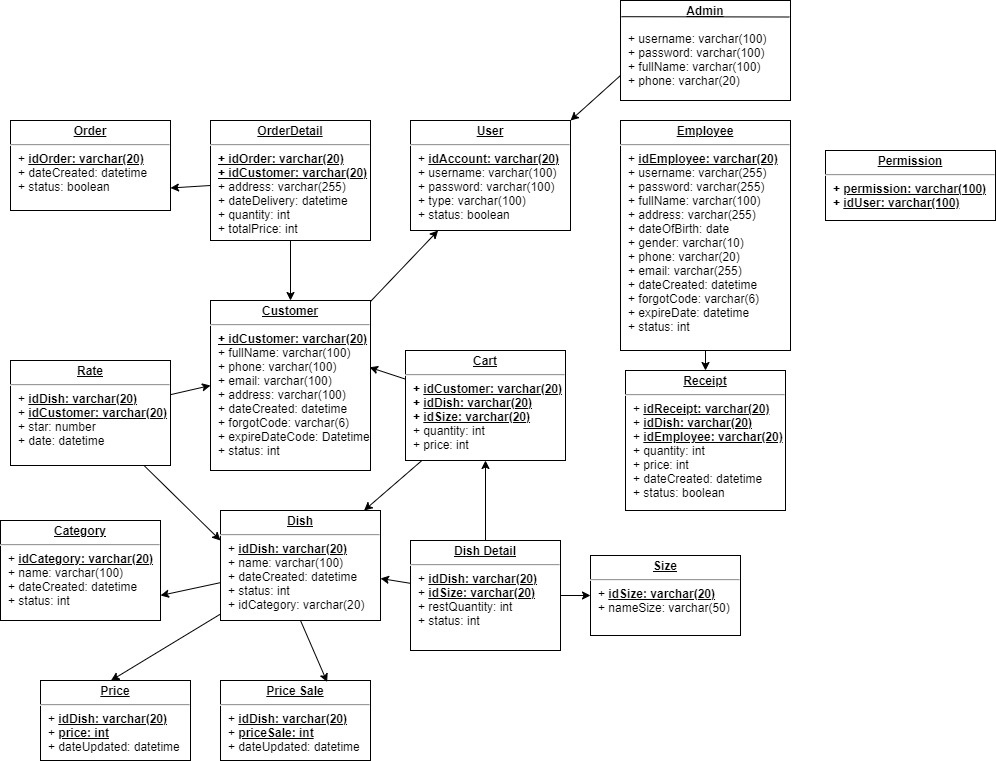 Admin
+ username: varchar(100)
+ password: varchar(100)
+ fullName: varchar(100)
+ phone: varchar(20)
Order
+ idOrder: varchar(20)
+ dateCreated: datetime
+ status: boolean
OrderDetail
+ idOrder: varchar(20)
+ idCustomer: varchar(20)
+ address: varchar(255)
+ dateDelivery: datetime
+ quantity: int
+ totalPrice: int
User
+ idAccount: varchar(20)
+ username: varchar(100)
+ password: varchar(100)
+ type: varchar(100)
+ status: boolean
Employee
+ idEmployee: varchar(20)
+ username: varchar(255)
+ password: varchar(255)
+ fullName: varchar(100)
+ address: varchar(255)
+ dateOfBirth: date
+ gender: varchar(10)
+ phone: varchar(20)
+ email: varchar(255)
+ dateCreated: datetime
+ forgotCode: varchar(6)
+ expireDate: datetime
+ status: int
Permission
+ permission: varchar(100)
+ idUser: varchar(100)
Customer
+ idCustomer: varchar(20)
+ fullName: varchar(100)
+ phone: varchar(100)
+ email: varchar(100)
+ address: varchar(100)
+ dateCreated: datetime
+ forgotCode: varchar(6)
+ expireDateCode: Datetime
+ status: int
Rate
+ idDish: varchar(20)
+ idCustomer: varchar(20)
+ star: number
+ date: datetime
Cart
+ idCustomer: varchar(20)
+ idDish: varchar(20)
+ idSize: varchar(20)
+ quantity: int
+ price: int
Receipt
+ idReceipt: varchar(20)
+ idDish: varchar(20)
+ idEmployee: varchar(20)
+ quantity: int
+ price: int
+ dateCreated: datetime
+ status: boolean
Category
+ idCategory: varchar(20)
+ name: varchar(100)
+ dateCreated: datetime
+ status: int
Dish
+ idDish: varchar(20)
+ name: varchar(100)
+ dateCreated: datetime
+ status: int
+ idCategory: varchar(20)
Dish Detail
+ idDish: varchar(20)
+ idSize: varchar(20)
+ restQuantity: int
+ status: int
Size
+ idSize: varchar(20)
+ nameSize: varchar(50)
Price
+ idDish: varchar(20)
+ price: int
+ dateUpdated: datetime
Price Sale
+ idDish: varchar(20)
+ priceSale: int
+ dateUpdated: datetime